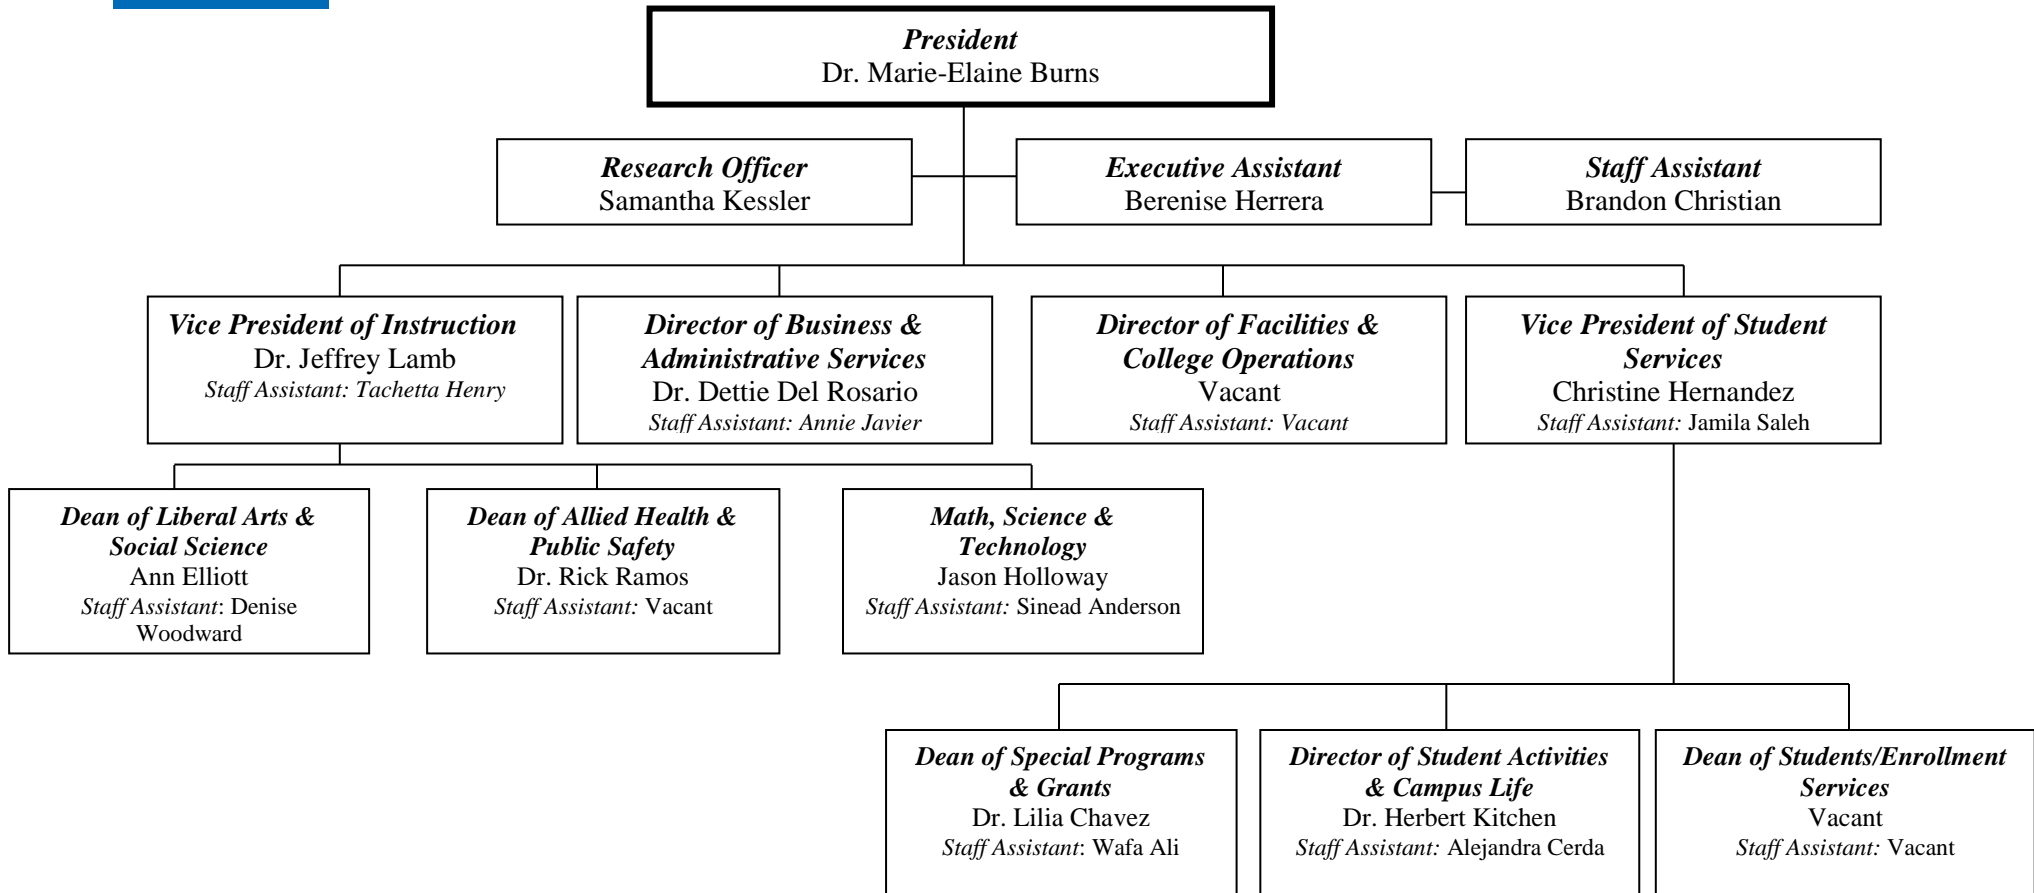 President
Dr. Marie-Elaine Burns
Research Officer
Samantha Kessler
Executive Assistant
Berenise Herrera
Staff Assistant
Brandon Christian
Vice President of Instruction
Dr. Jeffrey Lamb
Staff Assistant: Tachetta Henry
Director of Business &
Administrative Services
Dr. Dettie Del Rosario
Staff Assistant: Annie Javier
Director of Facilities &
College Operations
Vacant
Staff Assistant: Vacant
Vice President of Student
Services
Christine Hernandez
Staff Assistant: Jamila Saleh
Dean of Liberal Arts &
Social Science
Ann Elliott
Staff Assistant: Denise
Woodward
Dean of Allied Health &
Public Safety
Dr. Rick Ramos
Staff Assistant: Vacant
Math, Science &
Technology
Jason Holloway
Staff Assistant: Sinead Anderson
Dean of Special Programs
& Grants
Dr. Lilia Chavez
Staff Assistant: Wafa Ali
Director of Student Activities
& Campus Life
Dr. Herbert Kitchen
Staff Assistant: Alejandra Cerda
Dean of Students/Enrollment
Services
Vacant
Staff Assistant: Vacant